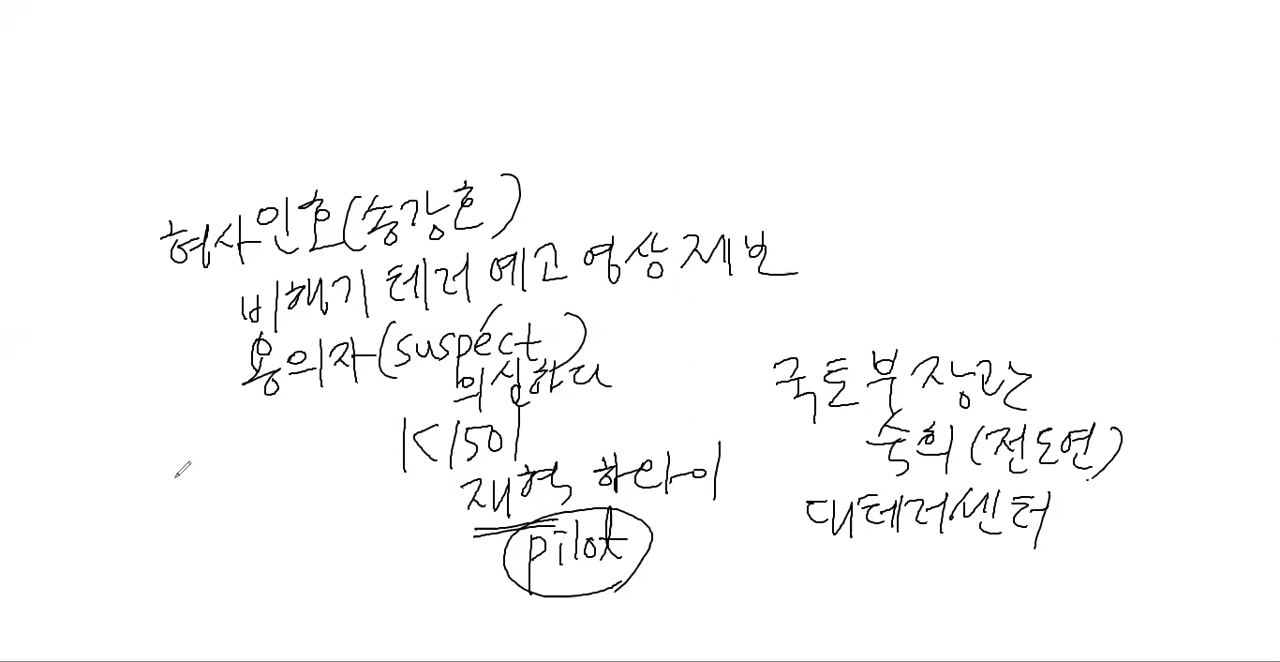 형사 인호(송강호)
비행기 테러 예고 영상 제보
용의자(suspéct)
의심하다
KI501
재혁 하와이
pilot
국토부 장관
숙희(전도연)
대테러센터